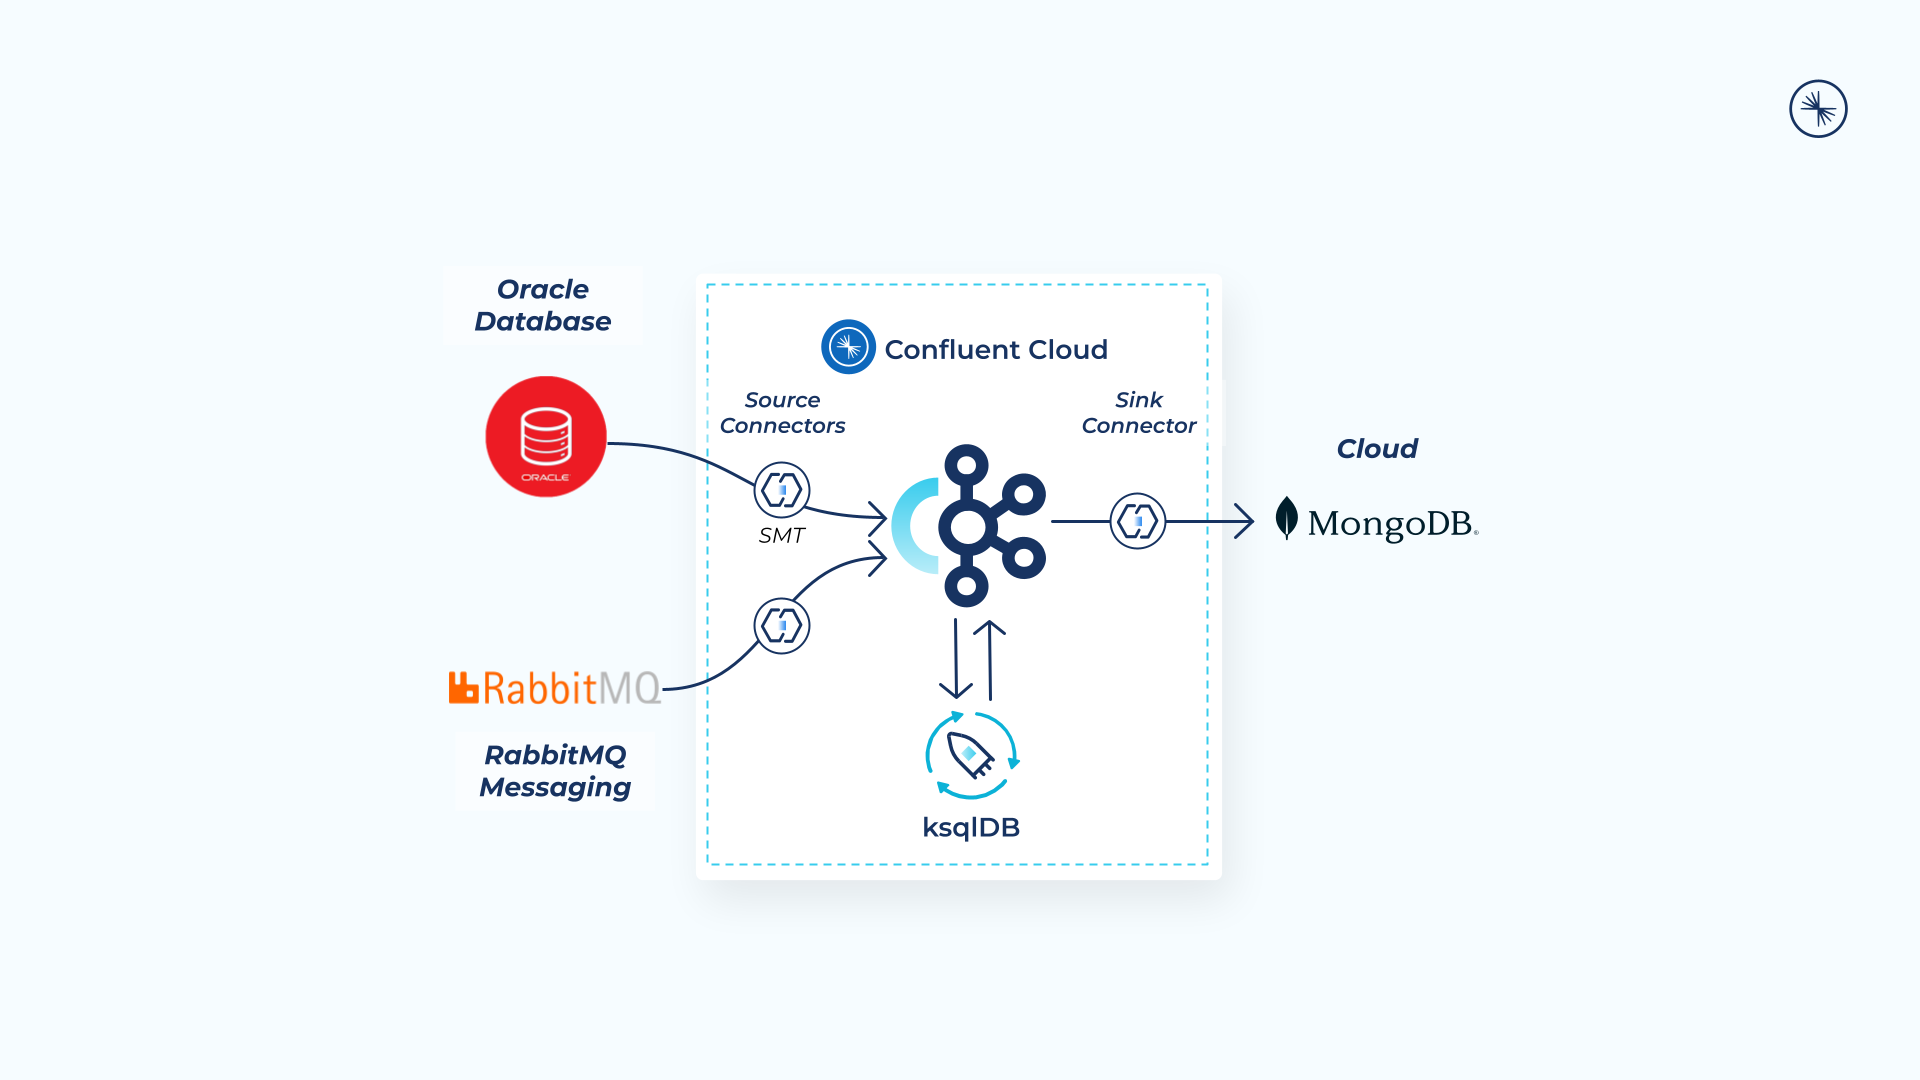 Oracle
Database
ORACLE
Confluent Cloud
Source
Connectors
SMT
Sink
Connector
Cloud
MongoDB®
RabbitMQ
RabbitMQ
Messaging
ksqlDB